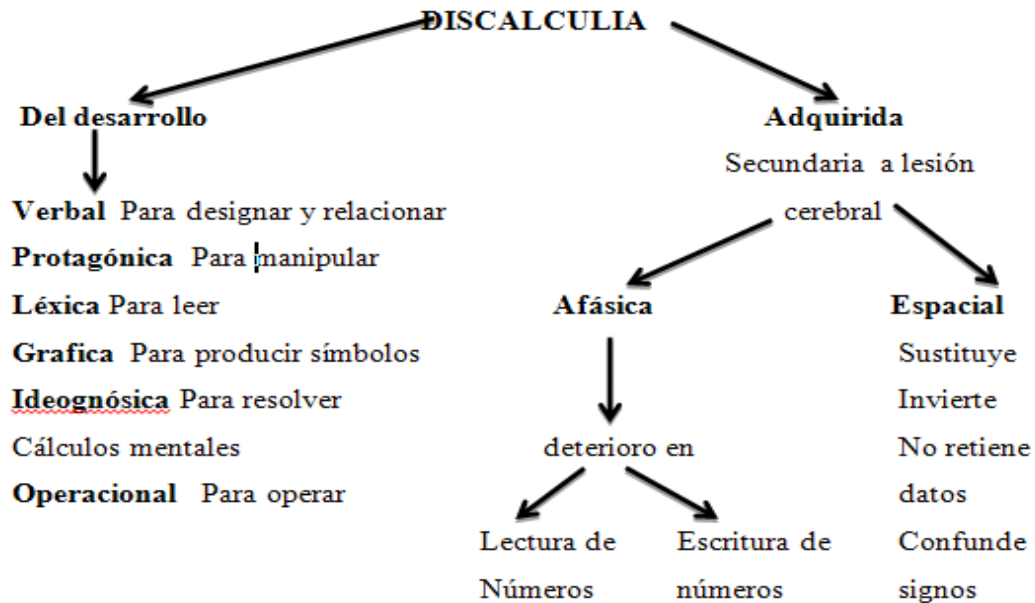 DISCALCULIA
Del desarrollo
Verbal Para designar y relacionar
Protagónica Para manipular
Léxica Para leer
Grafica Para producir símbolos
Ideognósica Para resolver
Cálculos mentales
Operacional Para operar
Adquirida
Secundaria a lesión
cerebral
Afásica
deterioro en
Lectura de
Números
Escritura de
números
Espacial
Sustituye
Invierte
No retiene
datos
Confunde
signos